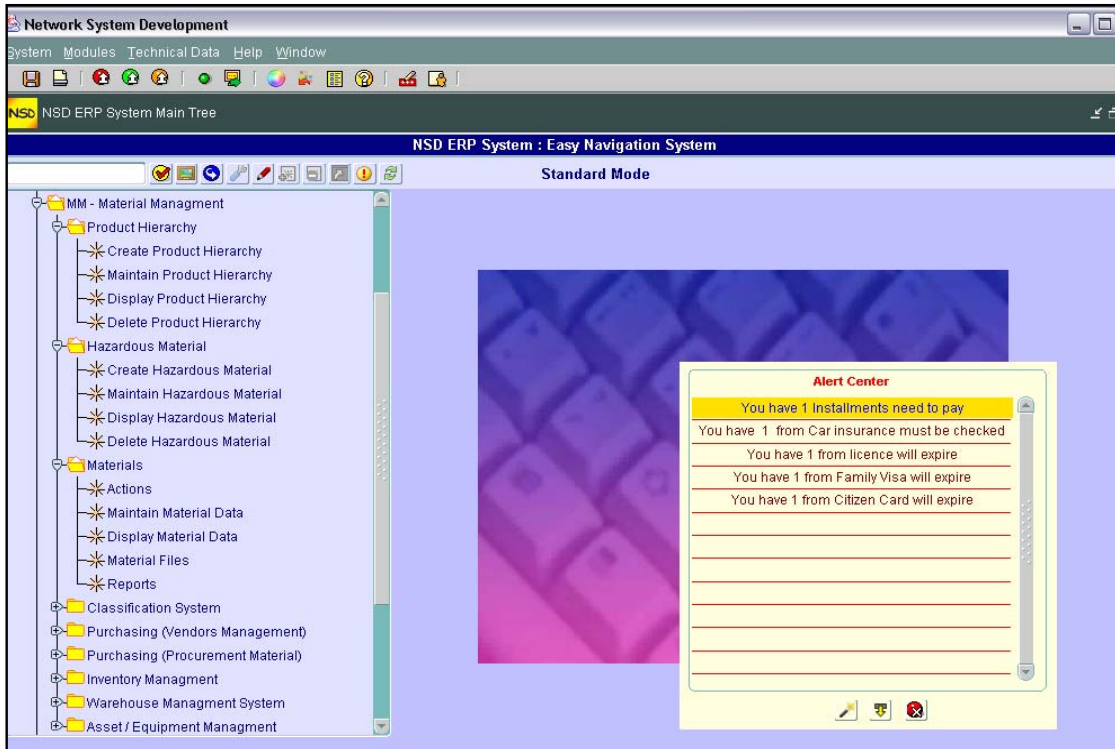 Network System Development
System Modules Technical Data Help Window
NSD NSD ERP System Main Tree
NSD ERP System : Easy Navigation System
Standard Mode
MM - Material Managment
Product Hierarchy
Create Product Hierarchy
Maintain Product Hierarchy
Display Product Hierarchy
Delete Product Hierarchy
Hazardous Material
Create Hazardous Material
Maintain Hazardous Material
Display Hazardous Material
Delete Hazardous Material
Materials
Actions
Maintain Material Data
Display Material Data
Material Files
Reports
Classification System
Purchasing (Vendors Management)
Purchasing (Procurement Material)
Inventory Managment
Warehouse Managment System
Asset / Equipment Managment
Alert Center
You have 1 Installments need to pay
You have 1 from Car insurance must be checked
You have 1 from licence will expire
You have 1 from Family Visa will expire
You have 1 from Citizen Card will expire